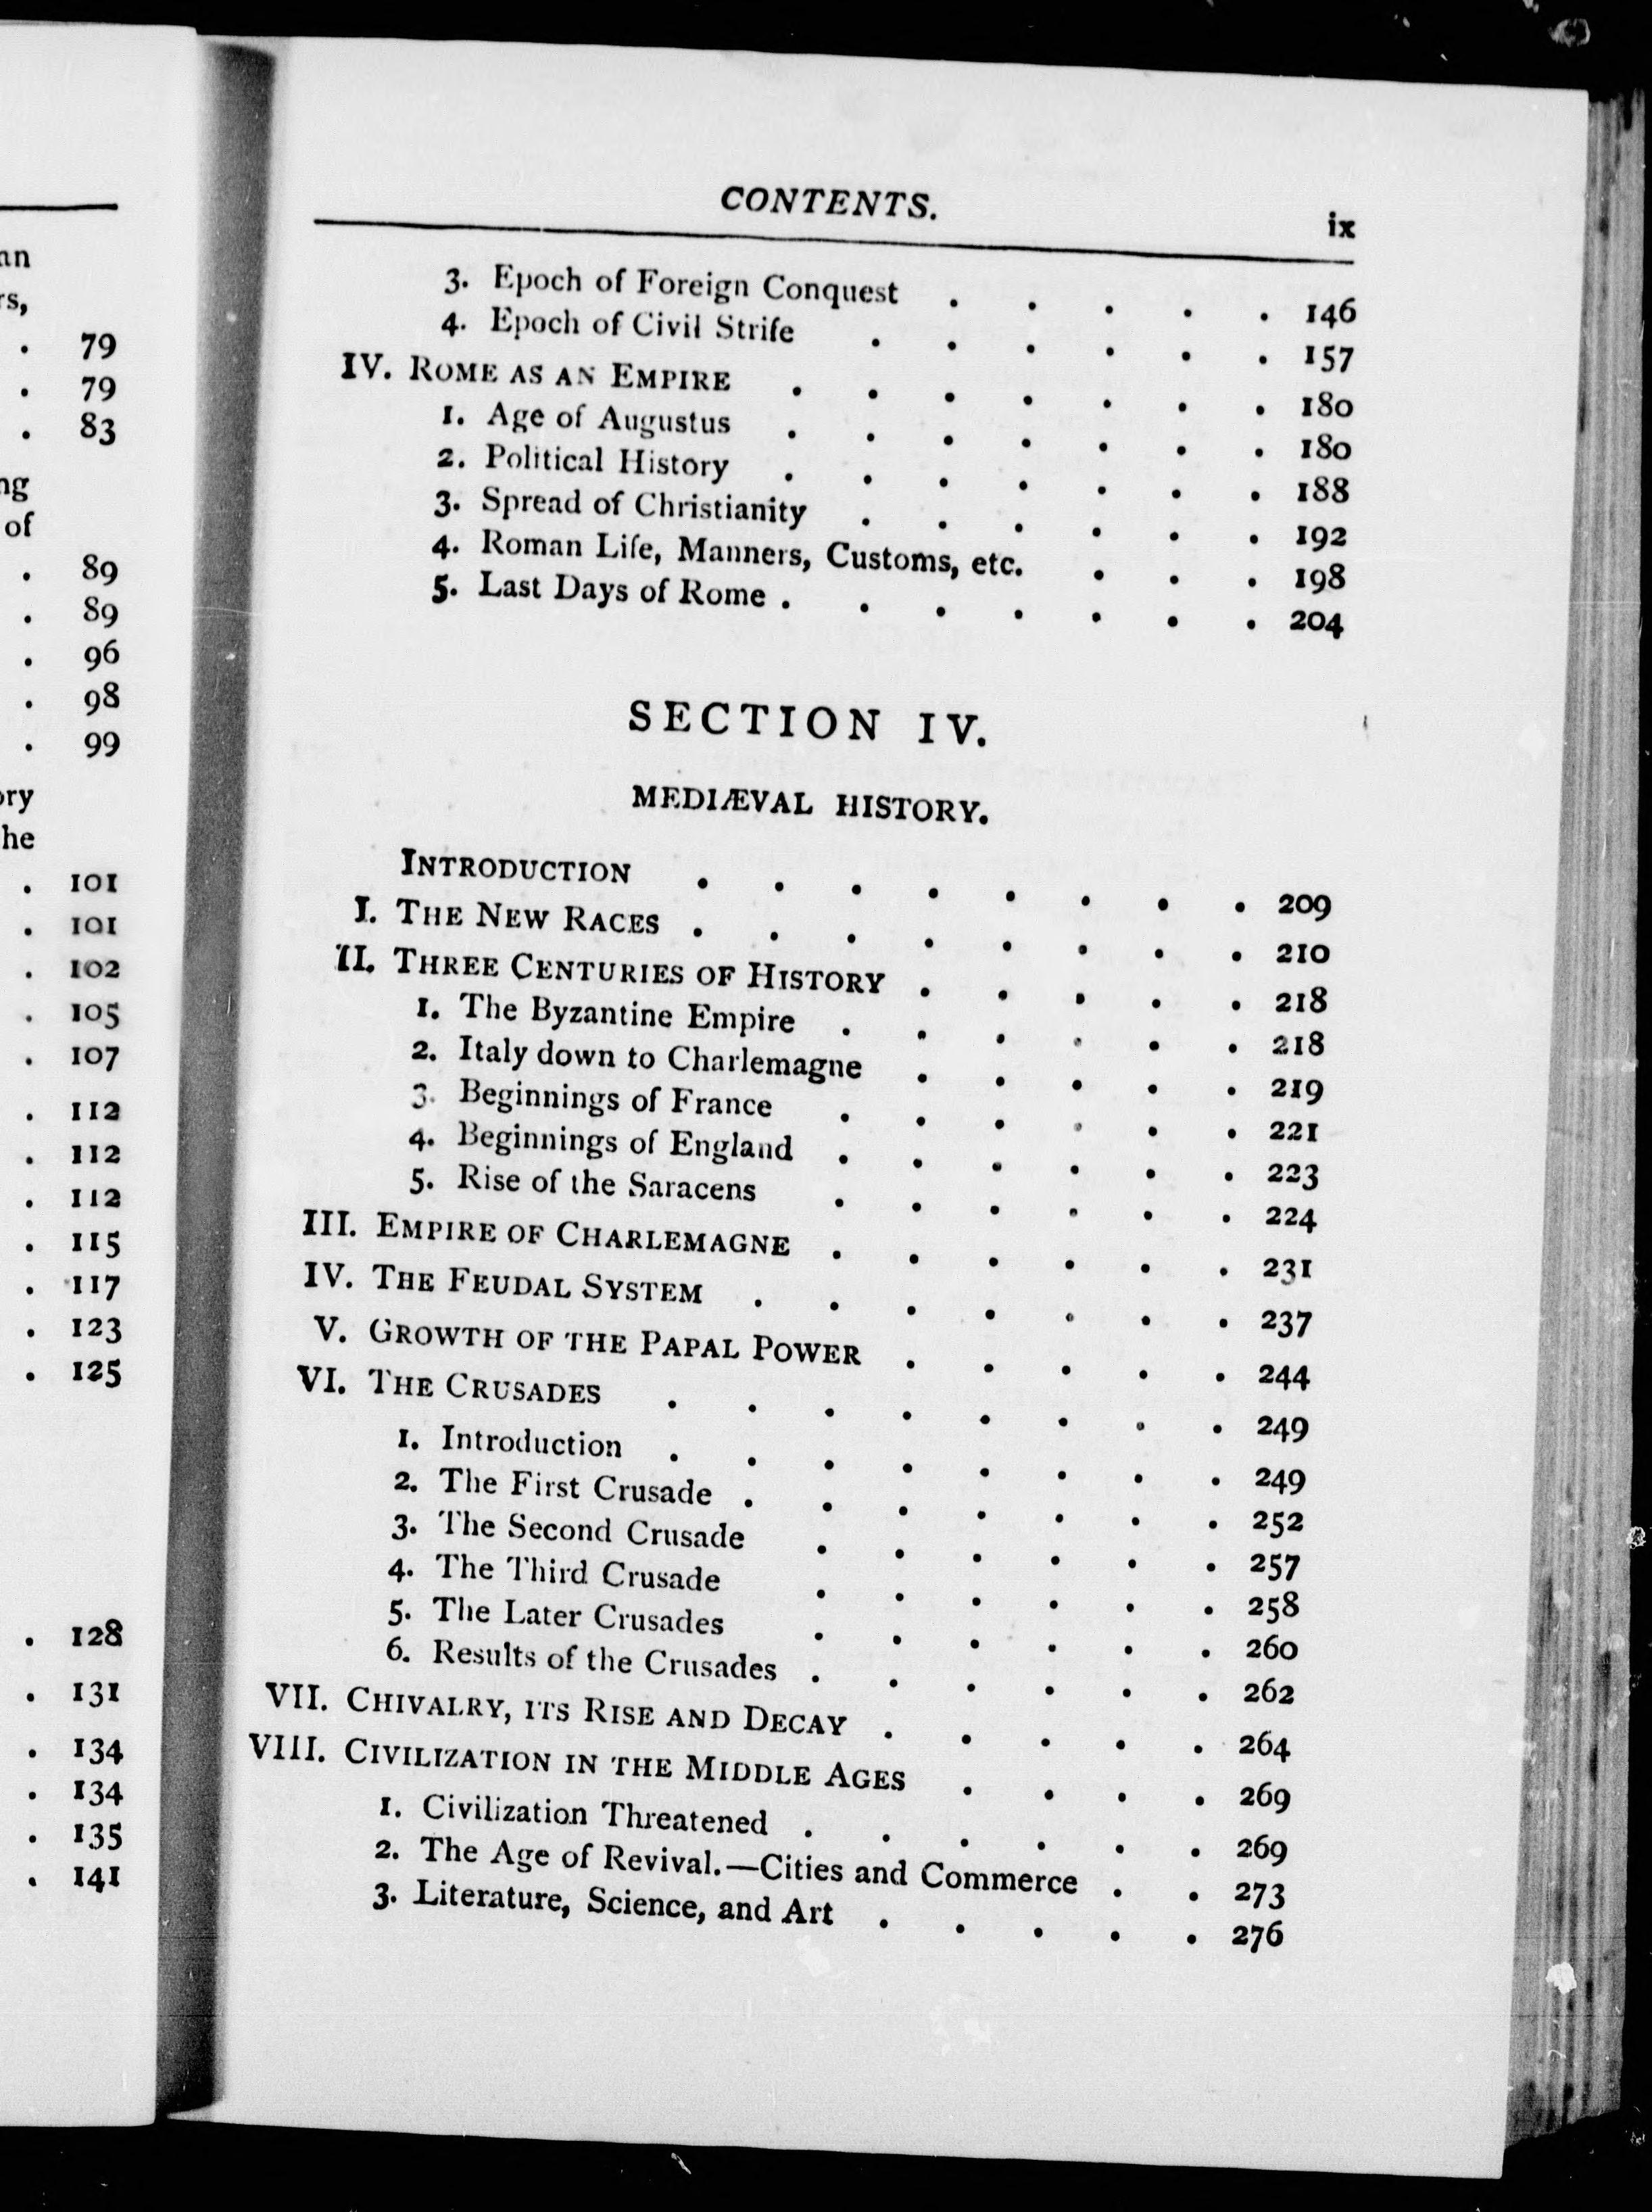 an
rs,
. 79
. 79
. 83
ng
of
. 89
. 89
. 96
. 98
. 99
ory
he
. 101
. 101
. 102
. 105
. 107
. 112
. 112
. 112
. 115
. 117
. 123
. 125
. 128
. 131
. 134
. 134
. 135
. 141
CONTENTS. ix
3. Epoch of Foreign Conquest . . . . . 146
4. Epoch of Civil Strife . . . . . . 157
IV. ROME AS AN EMPIRE . . . . . . . 180
1. Age of Augustus . . . . . . . 180
2. Political History . . . . . . . 188
3. Spread of Christianity . . . . . . 192
4. Roman Life, Manners, Customs, etc. . . . 198
5. Last Days of Rome . . . . . . . 204
SECTION IV.
MEDIÆVAL HISTORY.
INTRODUCTION . . . . . . . . 209
I. THE NEW RACES . . . . . . . . 210
II. THREE CENTURIES OF HISTORY . . . . . 218
1. The Byzantine Empire . . . . . . 218
2. Italy down to Charlemagne . . . . . 219
3. Beginnings of France . . . . . . 221
4. Beginnings of England . . . . . . 223
5. Rise of the Saracens . . . . . . 224
III. EMPIRE OF CHARLEMAGNE . . . . . . 231
IV. THE FEUDAL SYSTEM . . . . . . . 237
V. GROWTH OF THE PAPAL POWER . . . . . 244
VI. THE CRUSADES . . . . . . . . 249
1. Introduction . . . . . . . . 249
2. The First Crusade . . . . . . . 252
3. The Second Crusade . . . . . . 257
4. The Third Crusade . . . . . . 258
5. The Later Crusades . . . . . . 260
6. Results of the Crusades . . . . . . 262
VII. CHIVALRY, ITS RISE AND DECAY . . . . . 264
VIII. CIVILIZATION IN THE MIDDLE AGES . . . . 269
1. Civilization Threatened . . . . . . 269
2. The Age of Revival.—Cities and Commerce . . 273
3. Literature, Science, and Art . . . . . 276